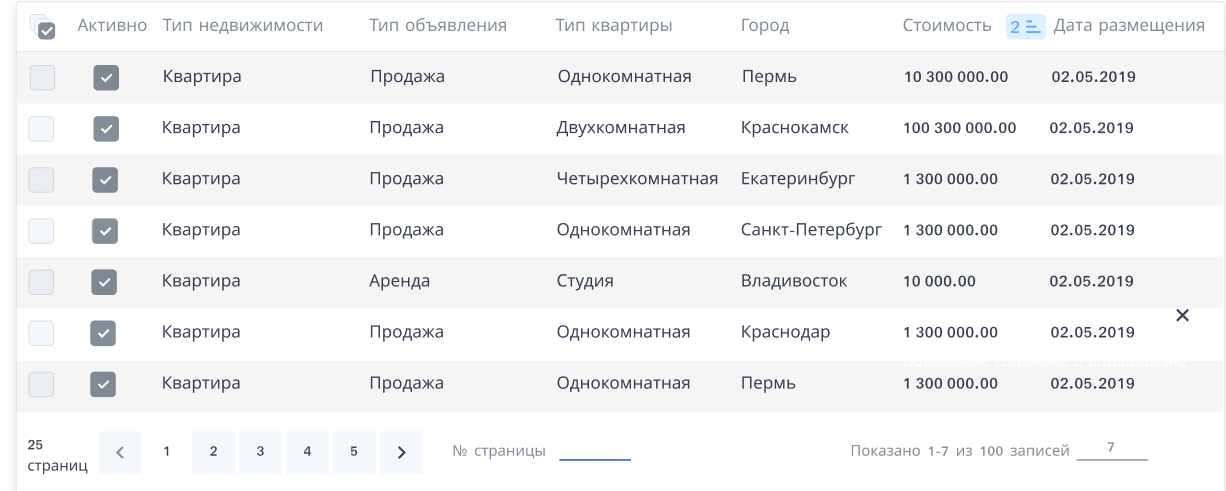 Активно Тип недвижимости Тип объявления Тип квартиры Город Стоимость 2 Дата размещения
Квартира Продажа Однокомнатная Пермь 10 300 000.00 02.05.2019
Квартира Продажа Двухкомнатная Краснокамск 100 300 000.00 02.05.2019
Квартира Продажа Четырехкомнатная Екатеринбург 1 300 000.00 02.05.2019
Квартира Продажа Однокомнатная Санкт-Петербург 1 300 000.00 02.05.2019
Квартира Аренда Студия Владивосток 10 000.00 02.05.2019
Квартира Продажа Однокомнатная Краснодар 1 300 000.00 02.05.2019
Квартира Продажа Однокомнатная Пермь 1 300 000.00 02.05.2019
25 страниц 1 2 3 4 5 № страницы Показано 1-7 из 100 записей 7